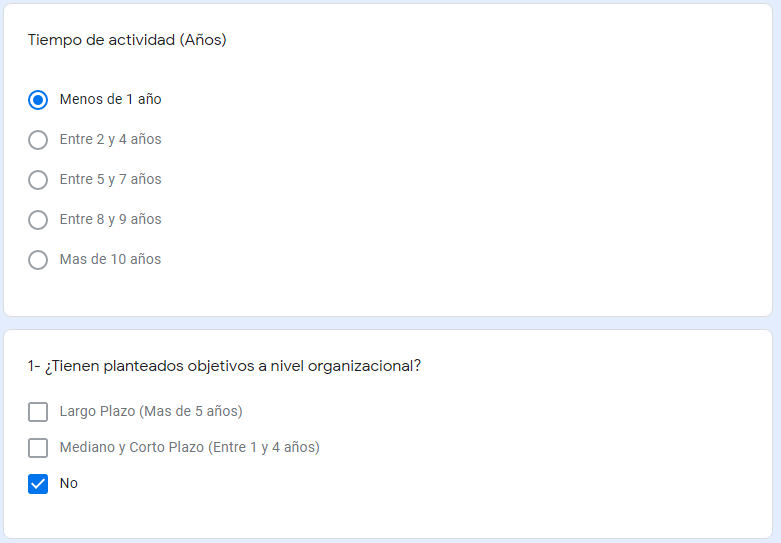 Tiempo de actividad (Años)
Menos de 1 año
Entre 2 y 4 años
Entre 5 y 7 años
Entre 8 y 9 años
Mas de 10 años
1- ¿Tienen planteados objetivos a nivel organizacional?
Largo Plazo (Mas de 5 años)
Mediano y Corto Plazo (Entre 1 y 4 años)
No